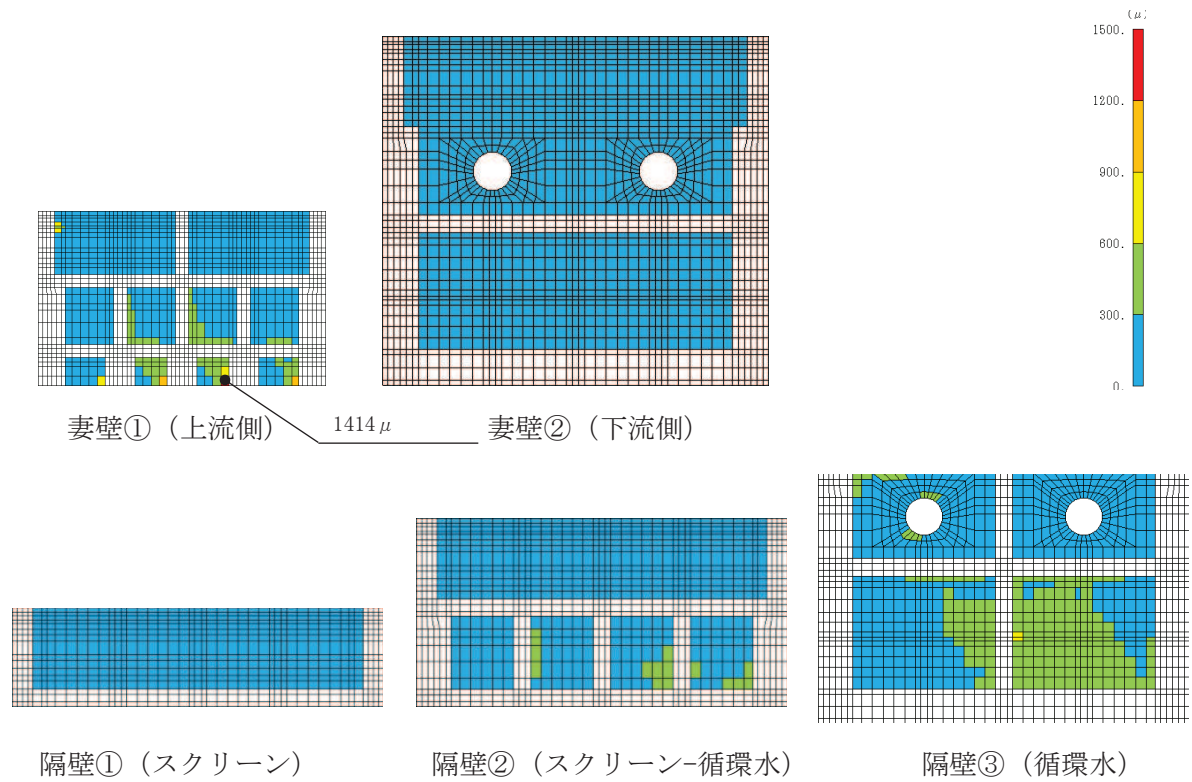 (μ)
1500.
1200.
900.
600.
300.
0.
妻壁①（上流側）
1414μ
妻壁②（下流側）
隔壁①（スクリーン）
隔壁②（スクリーン-循環水）
隔壁③（循環水）